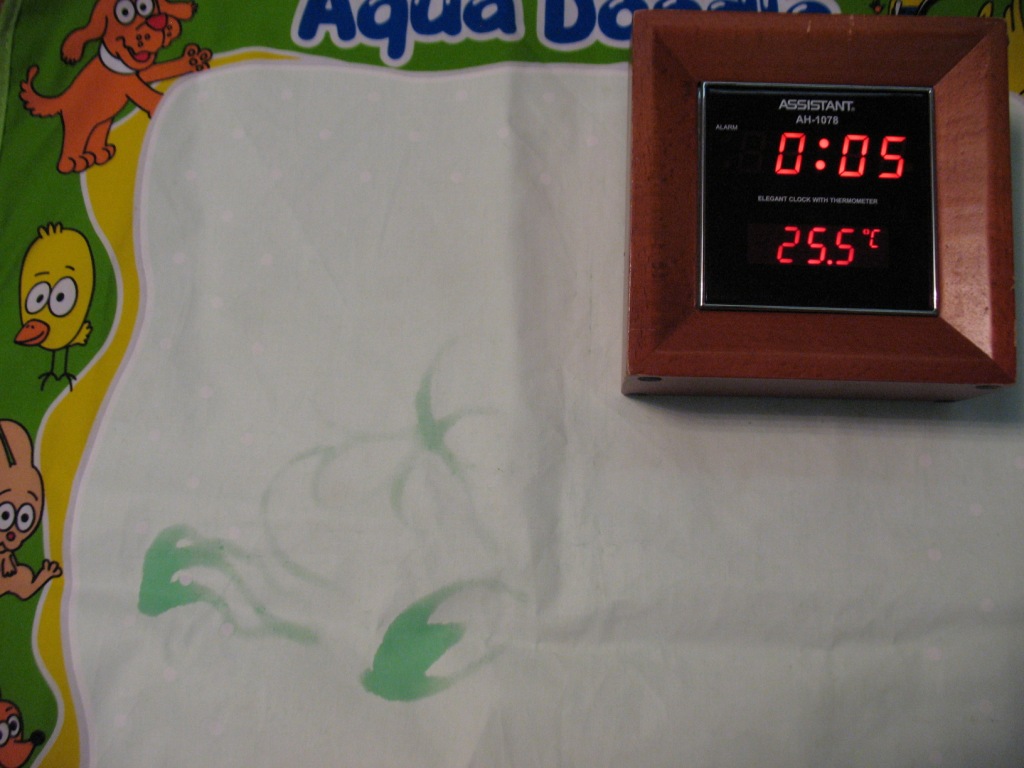 Aqua Doodle
ASSISTANT
AH-1078
ALARM
0:05
ELEGANT CLOCK WITH THERMOMETER
25.5°C